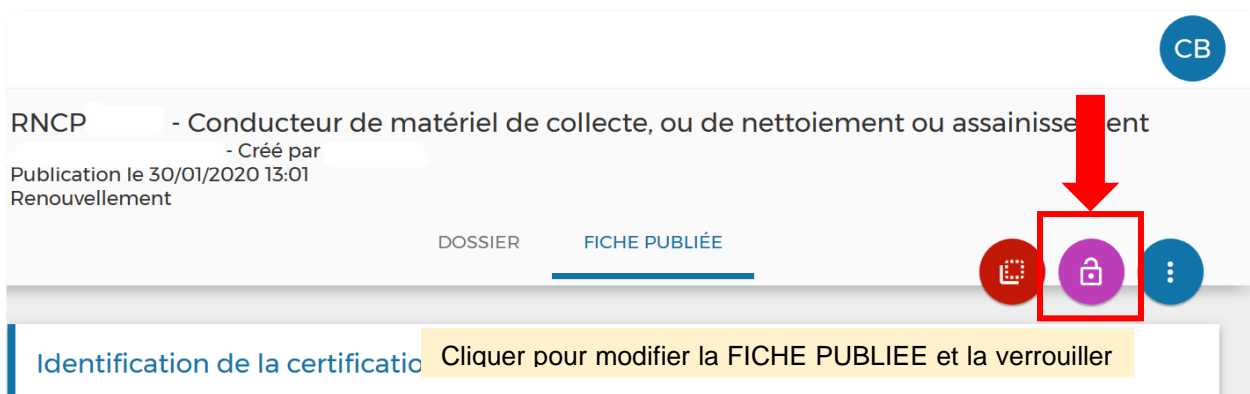 CB
RNCP - Conducteur de matériel de collecte, ou de nettoiement ou assainissement
- Créé par
Publication le 30/01/2020 13:01
Renouvellement
DOSSIER FICHE PUBLIÉE
Identification de la certificatio
Cliquer pour modifier la FICHE PUBLIEE et la verrouiller